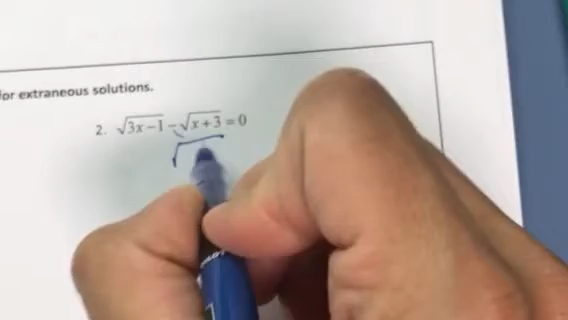 for extraneous solutions.
2. √3x-1 - √x+3 = 0